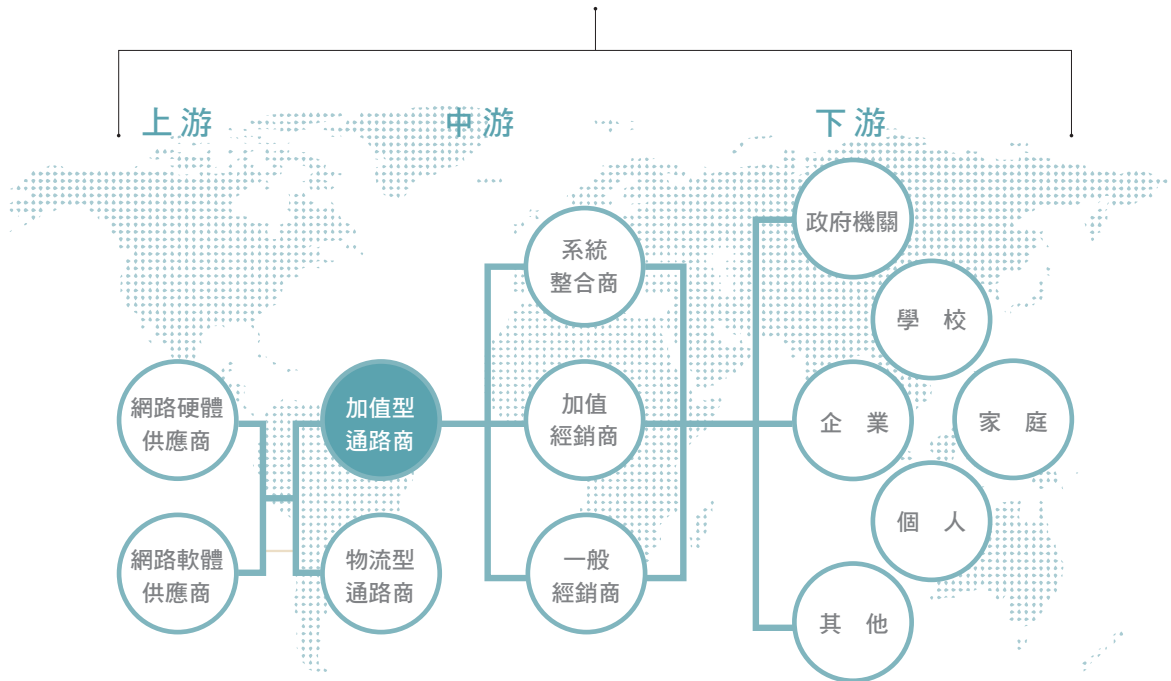 上游
中游
下游
網路硬體
供應商
網路軟體
供應商
加值型
通路商
物流型
通路商
系統
整合商
加值
經銷商
一般
經銷商
政府機關
學　校
企　業
家　庭
個　人
其　他